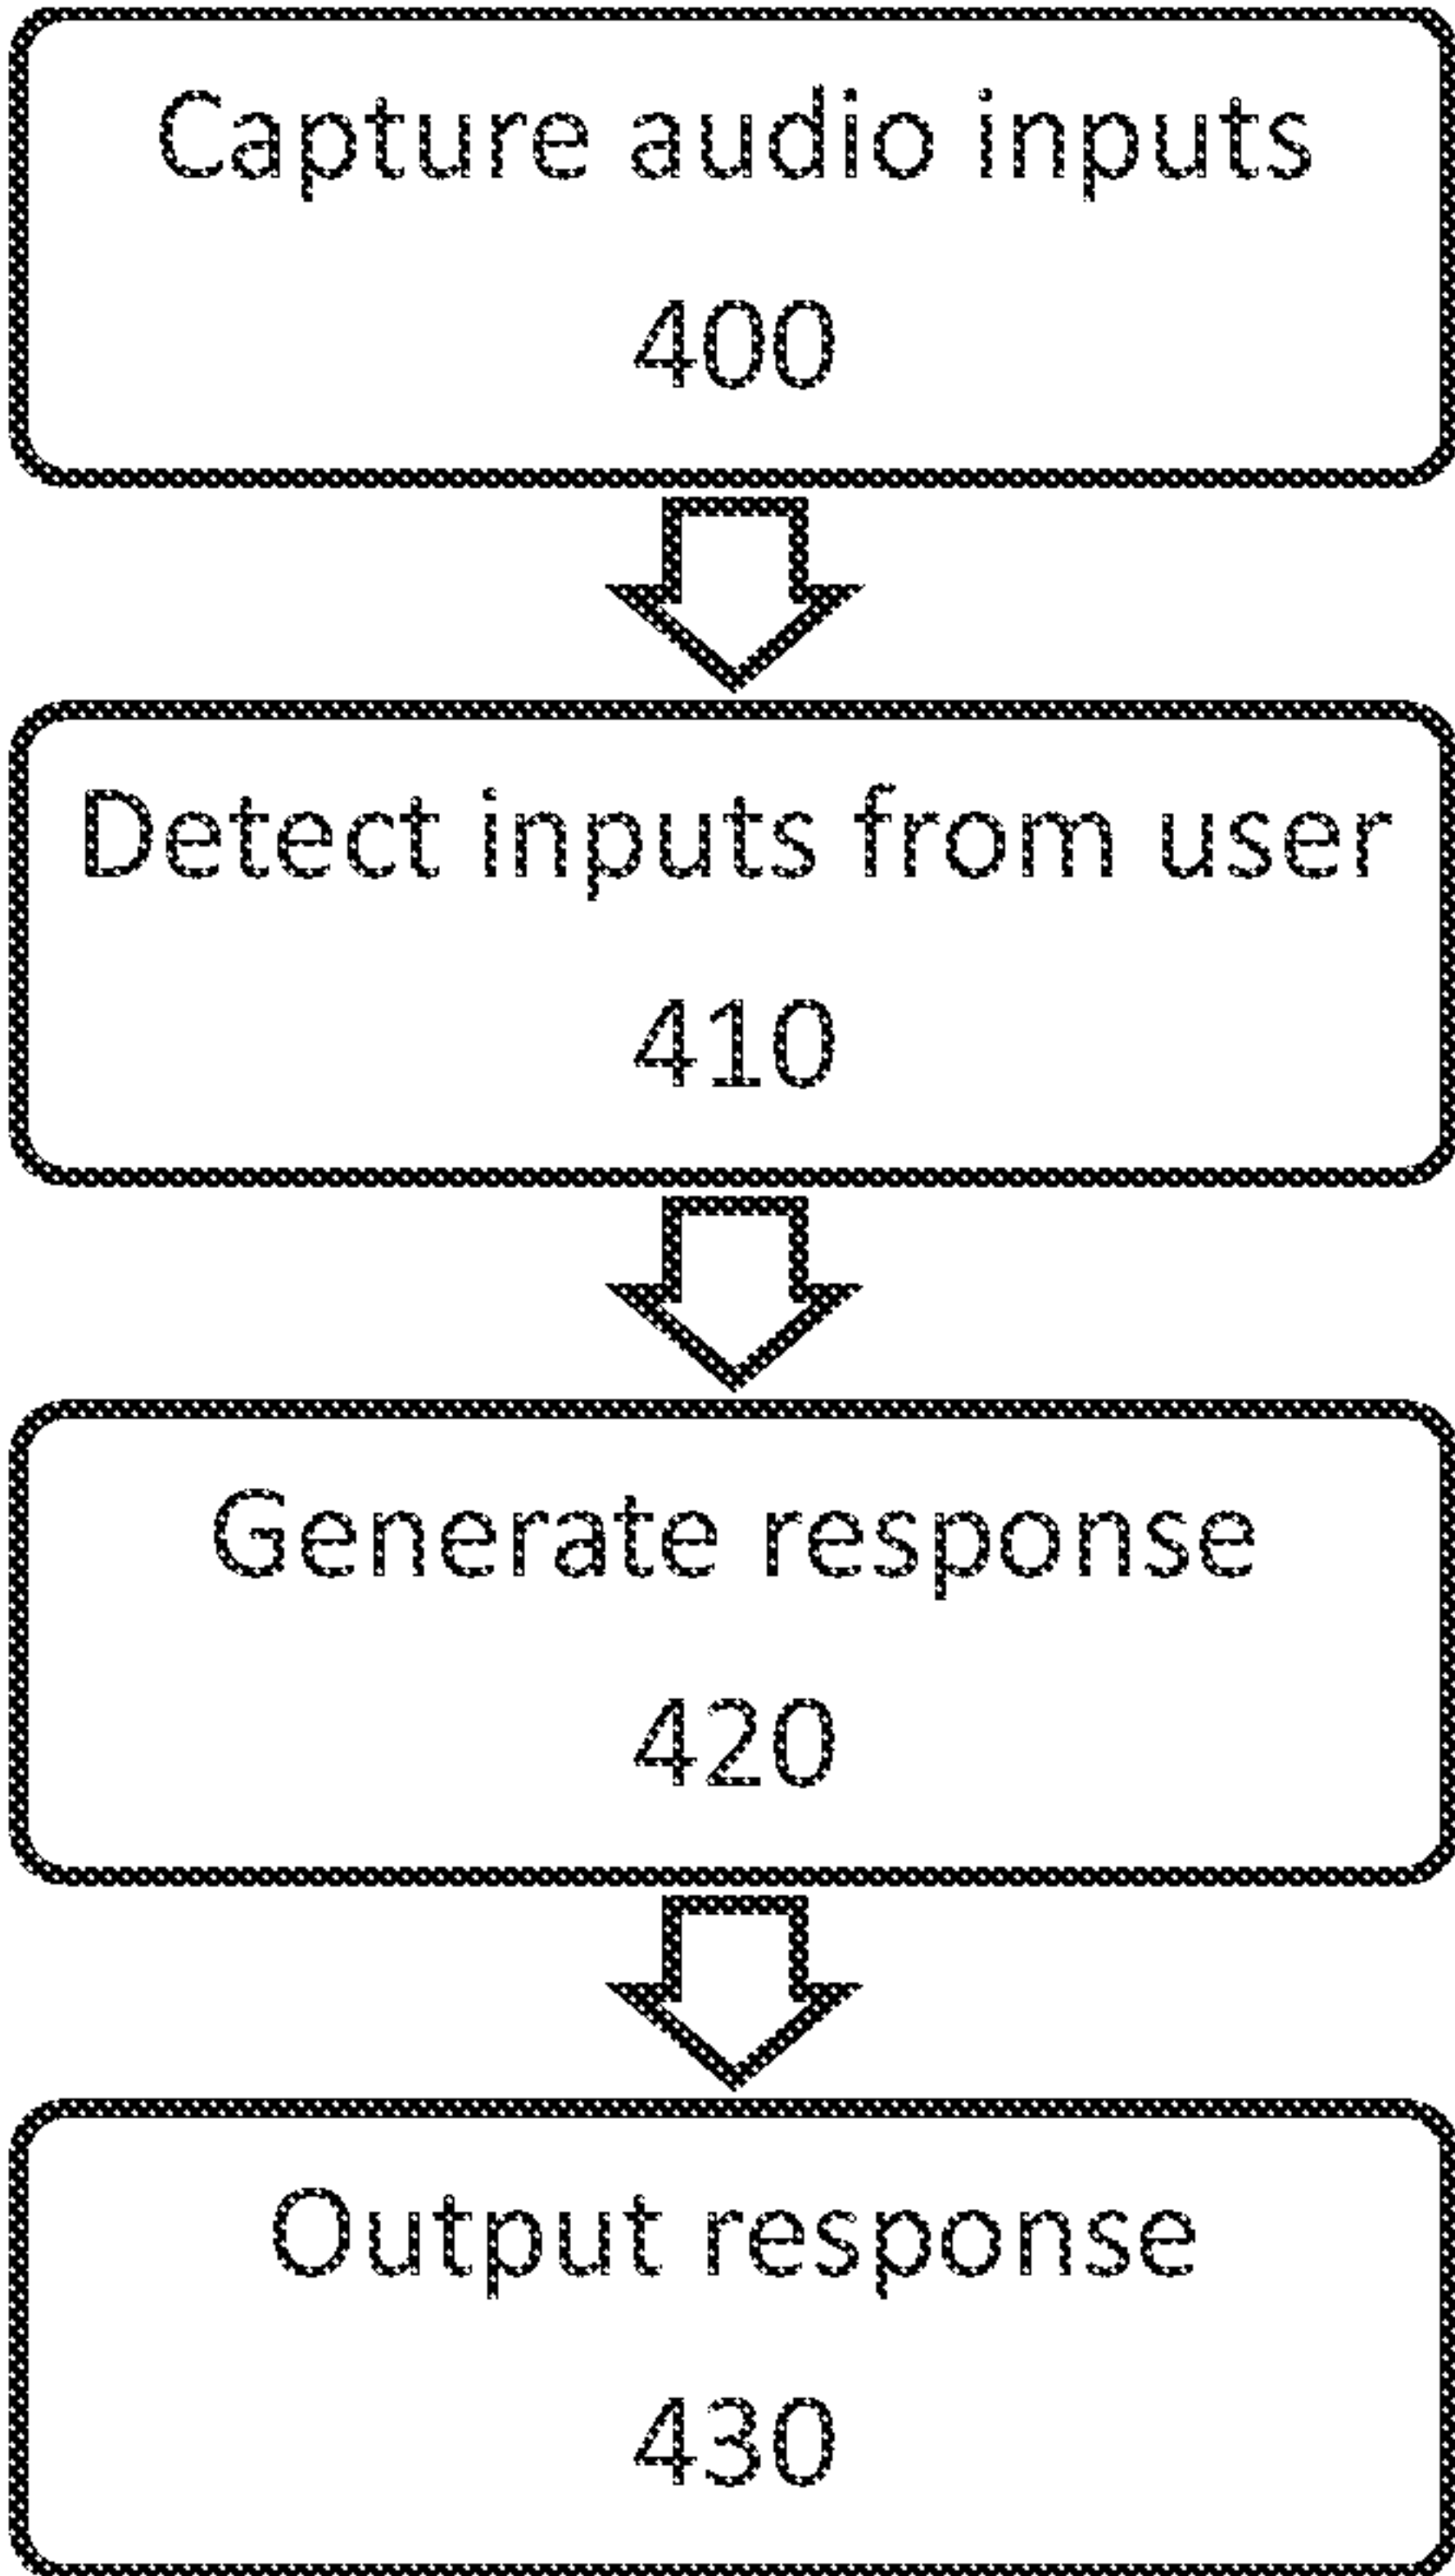 Capture audio inputs
400
Detect inputs from user
410
Generate response
420
Output response
430